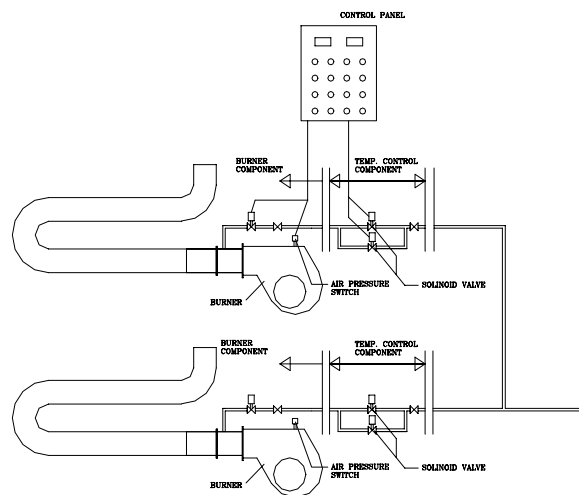 CONTROL PANEL
BURNER
COMPONENT
TEMP. CONTROL
COMPONENT
BURNER
AIR PRESSURE
SWITCH
SOLINOID VALVE
BURNER
COMPONENT
TEMP. CONTROL
COMPONENT
BURNER
AIR PRESSURE
SWITCH
SOLINOID VALVE